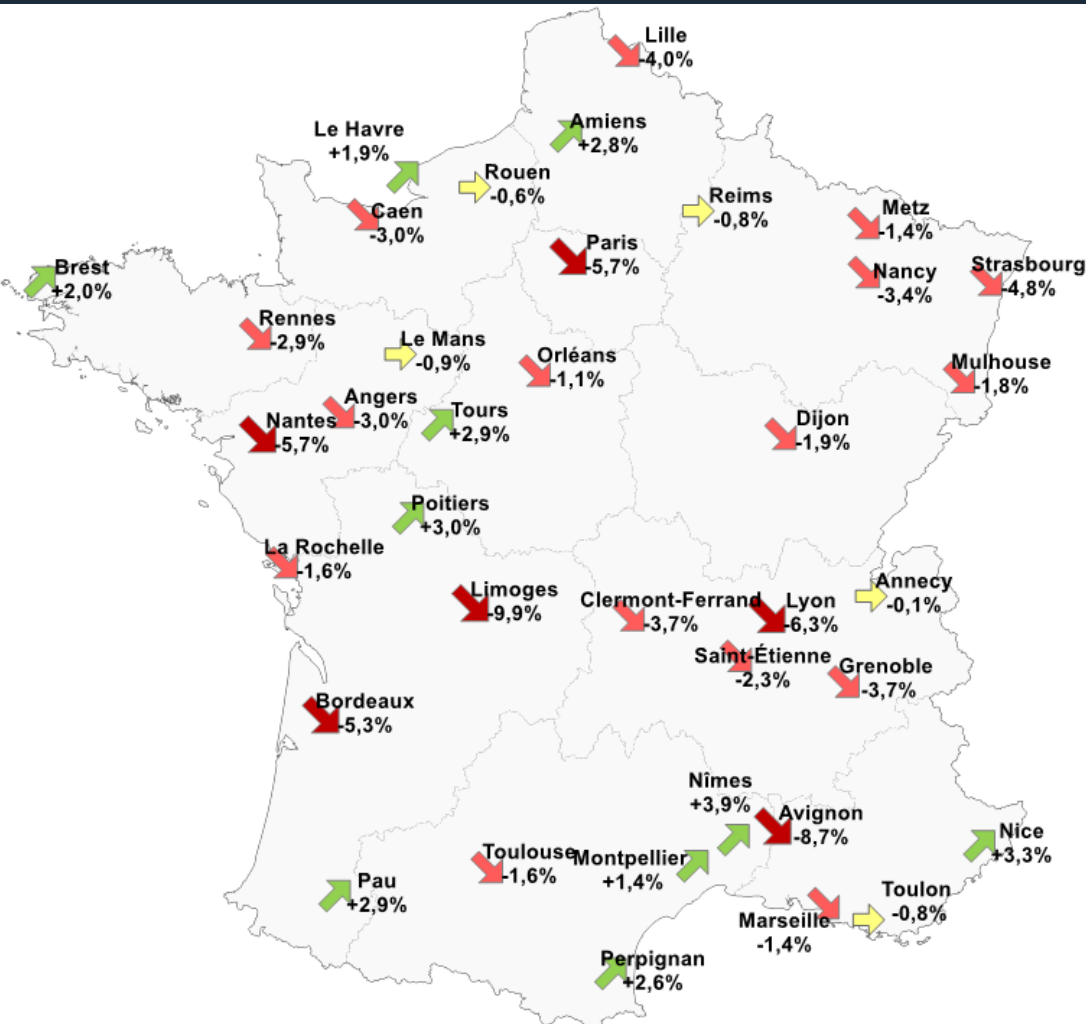 Lille
-4,0%
Amiens
+2,8%
Le Havre
+1,9%
Rouen
-0,6%
Caen
-3,0%
Reims
-0,8%
Metz
-1,4%
Paris
-5,7%
Nancy
-3,4%
Strasbourg
-4,8%
Brest
+2,0%
Rennes
-2,9%
Le Mans
-0,9%
Orléans
-1,1%
Mulhouse
-1,8%
Angers
-3,0%
Nantes
-5,7%
Tours
+2,9%
Dijon
-1,9%
Poitiers
+3,0%
La Rochelle
-1,6%
Limoges
-9,9%
Clermont-Ferrand
-3,7%
Lyon
-6,3%
Annecy
-0,1%
Saint-Étienne
-2,3%
Grenoble
-3,7%
Bordeaux
-5,3%
Nîmes
+3,9%
Avignon
-8,7%
Nice
+3,3%
Toulouse
-1,6%
Montpellier
+1,4%
Pau
+2,9%
Toulon
-0,8%
Marseille
-1,4%
Perpignan
+2,6%